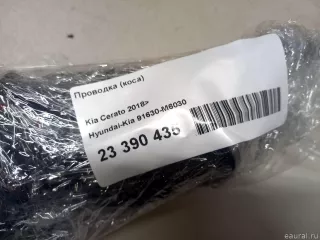 Проводка (коса)
Kia Cerato 2018>
Hyundai-Kia 91630-M6030
23 390 436
eaural.ru